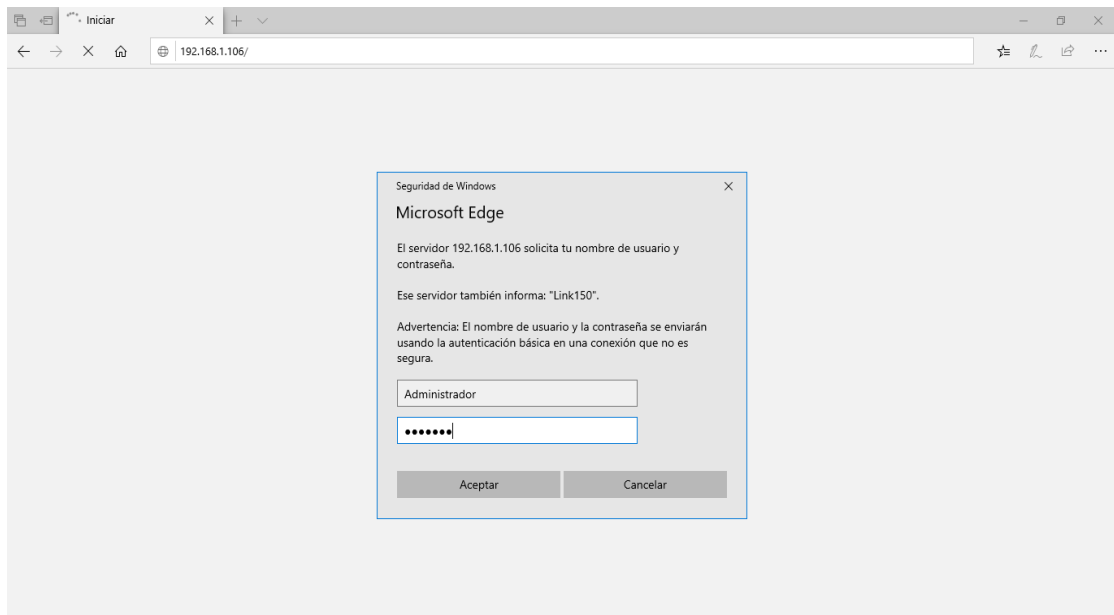 Iniciar
192.168.1.106/
Seguridad de Windows
Microsoft Edge
El servidor 192.168.1.106 solicita tu nombre de usuario y
contraseña.
Ese servidor también informa: "Link150".
Advertencia: El nombre de usuario y la contraseña se enviarán
usando la autenticación básica en una conexión que no es
segura.
Administrador
•••••••
Aceptar
Cancelar